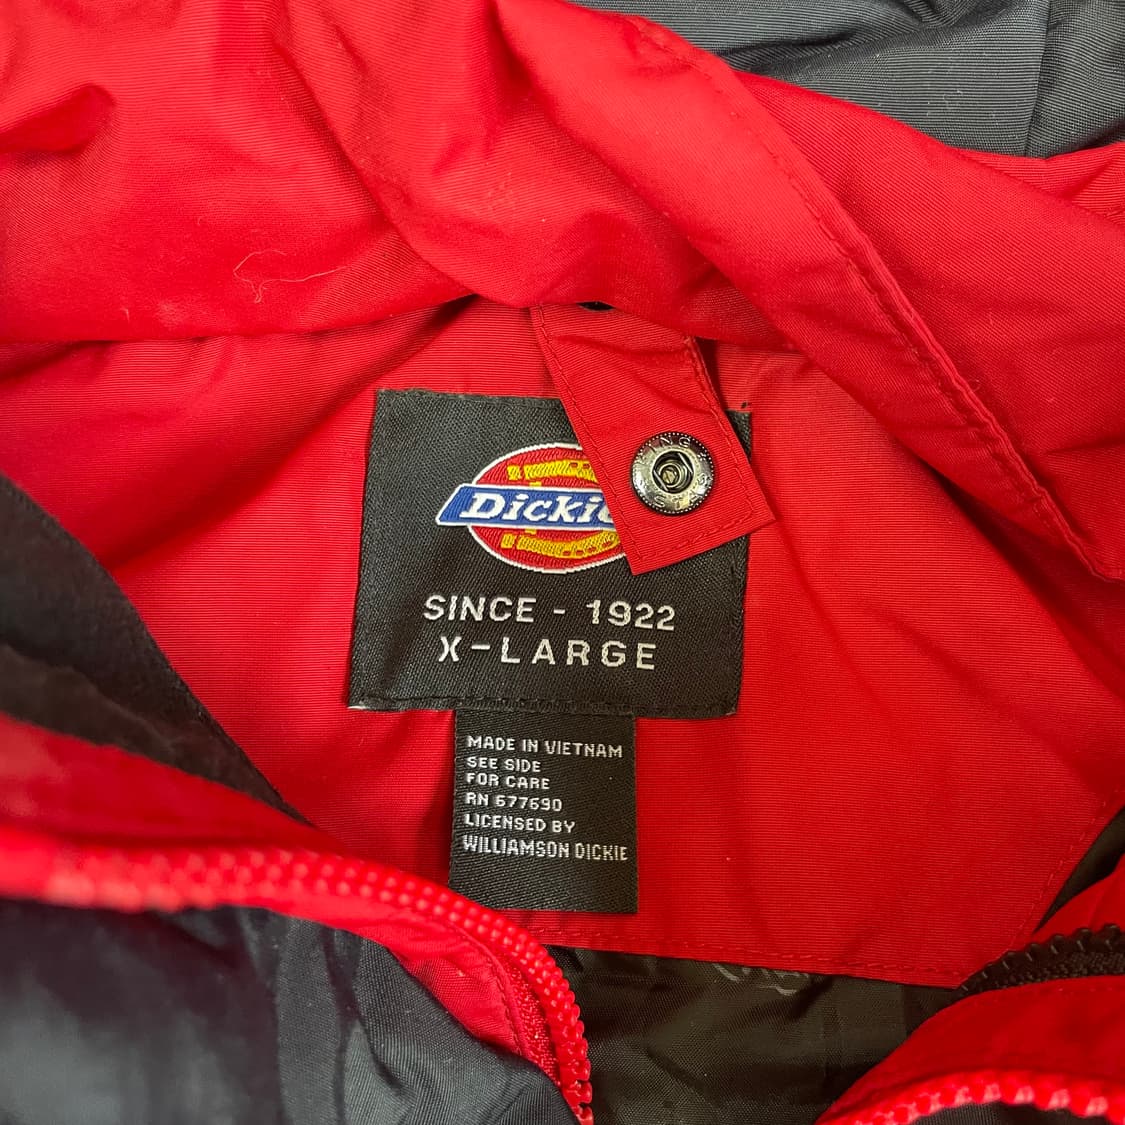 Dickie
SINCE - 1922
X-LARGE
MADE IN VIETNAM
SEE SIDE
FOR CARE
RN 677690
LICENSED BY
WILLIAMSON DICKIE